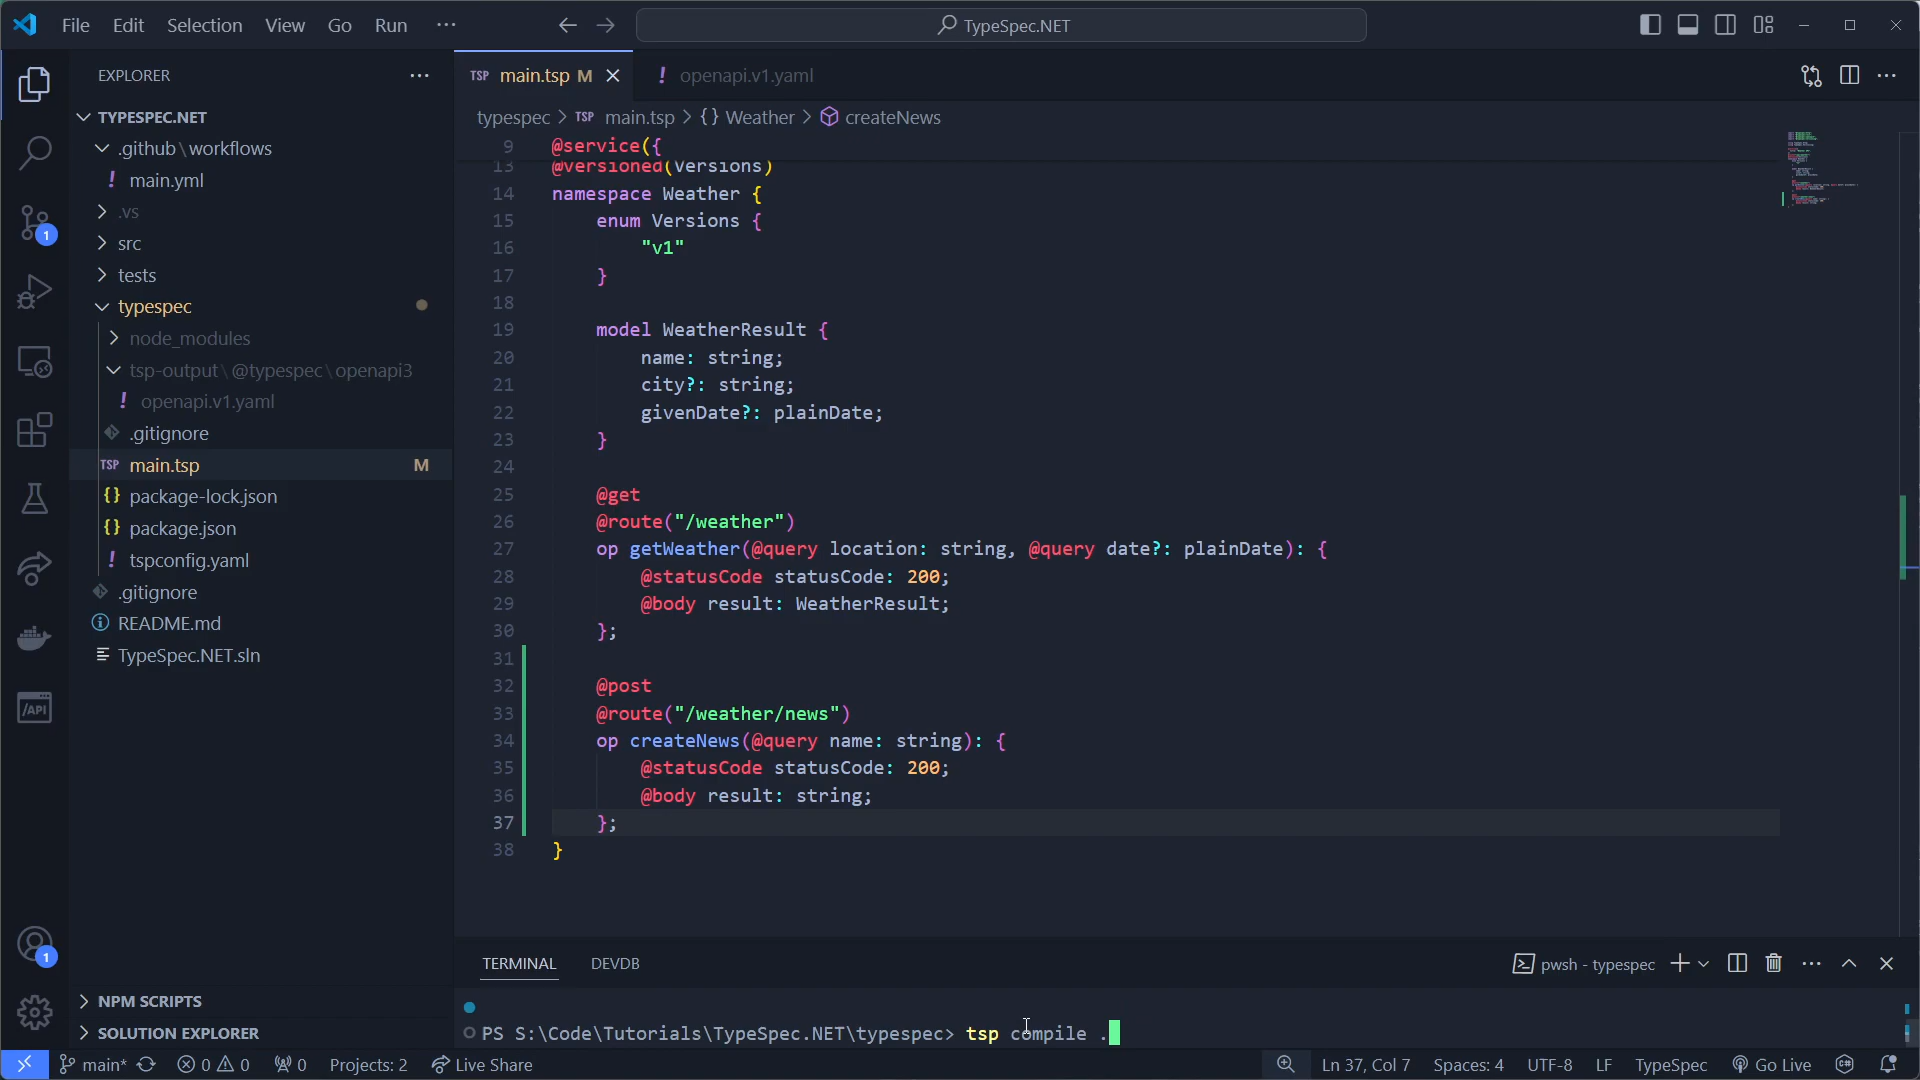 File Edit Selection View Go Run ···
TypeSpec.NET
EXPLORER ···
TYPESPEC.NET
.github\workflows
! main.yml
.vs
src
tests
typespec
node_modules
tsp-output\@typespec\openapi3
! openapi.v1.yaml
.gitignore
TSP main.tsp M
{} package-lock.json
{} package.json
! tspconfig.yaml
.gitignore
README.md
TypeSpec.NET.sln
NPM SCRIPTS
SOLUTION EXPLORER
1
/API
1
TSP main.tsp M
! openapi.v1.yaml
typespec > TSP main.tsp > {} Weather > createNews
9 @service({
13 @versioned(Versions)
14 namespace Weather {
15 enum Versions {
16 "v1"
17 }
18
19 model WeatherResult {
20 name: string;
21 city?: string;
22 givenDate?: plainDate;
23 }
24
25 @get
26 @route("/weather")
27 op getWeather(@query location: string, @query date?: plainDate): {
28 @statusCode statusCode: 200;
29 @body result: WeatherResult;
30 };
31
32 @post
33 @route("/weather/news")
34 op createNews(@query name: string): {
35 @statusCode statusCode: 200;
36 @body result: string;
37 };
38 }
TERMINAL DEVDB
pwsh - typespec
PS S:\Code\Tutorials\TypeSpec.NET\typespec> tsp compile .
main* 0 0 0 Projects: 2 Live Share
Ln 37, Col 7 Spaces: 4 UTF-8 LF TypeSpec Go Live